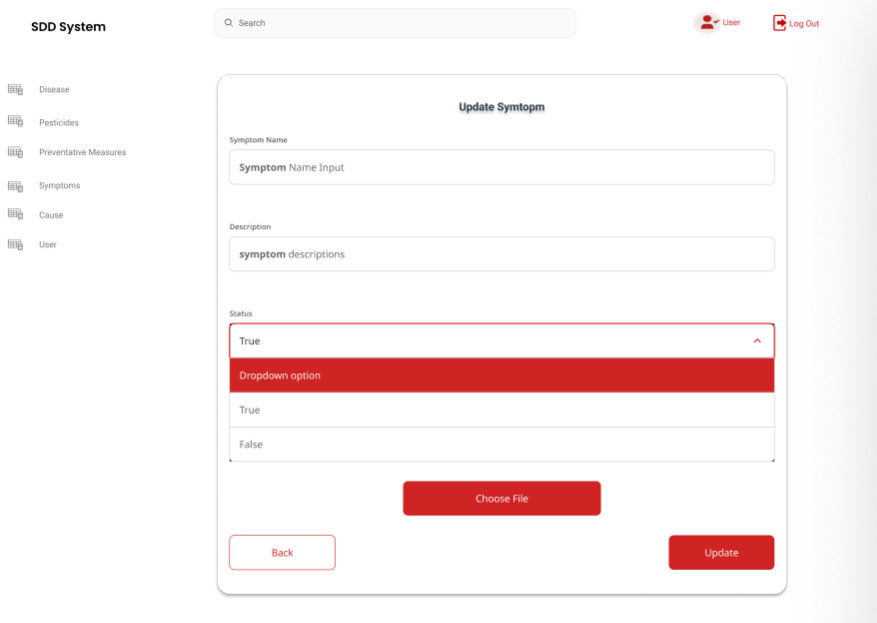 SDD System
Search
User
Log Out
Disease
Pesticides
Preventative Measures
Symptoms
Cause
User
Update Symtopm
Symptom Name
Symptom Name Input
Description
symptom descriptions
Status
True
Dropdown option
True
False
Choose File
Back
Update